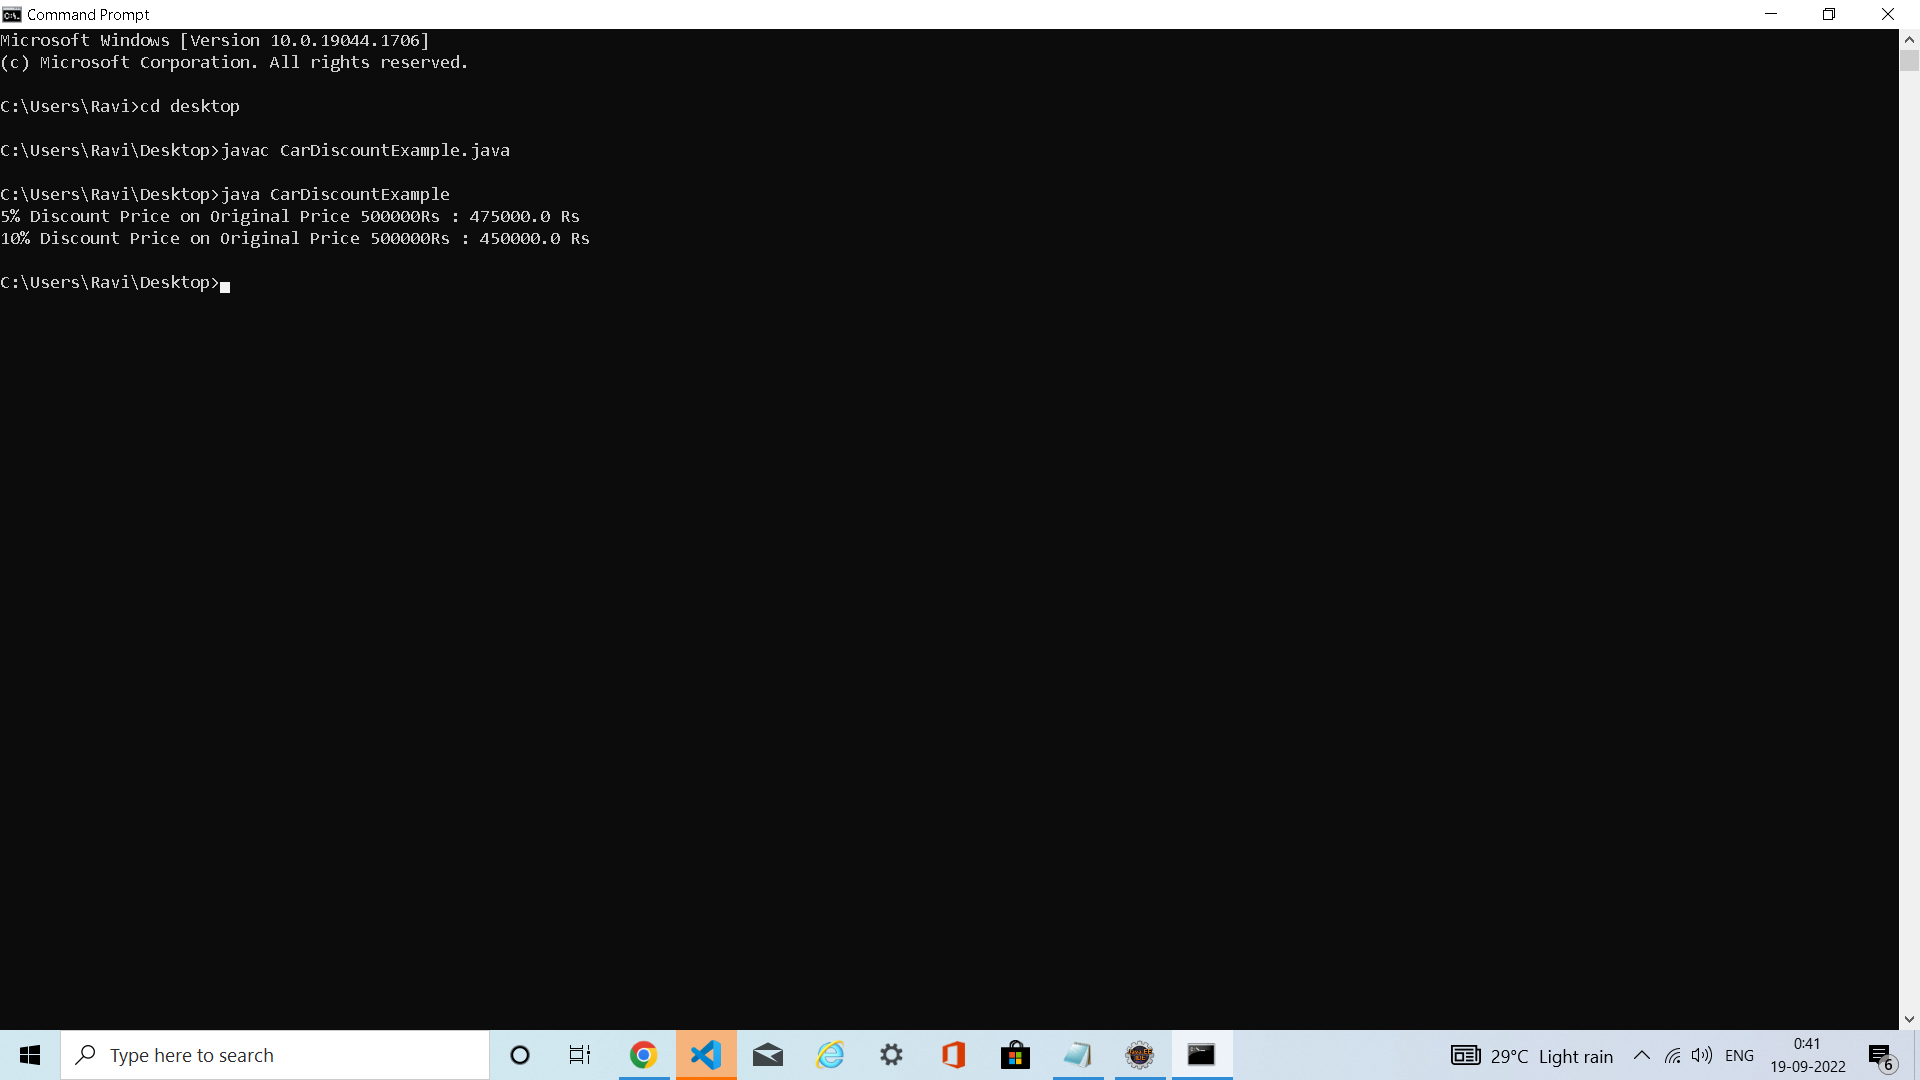 Command Prompt
Microsoft Windows [Version 10.0.19044.1706]
(c) Microsoft Corporation. All rights reserved.
C:\Users\Ravi>cd desktop
C:\Users\Ravi\Desktop>javac CarDiscountExample.java
C:\Users\Ravi\Desktop>java CarDiscountExample
5% Discount Price on Original Price 500000Rs : 475000.0 Rs
10% Discount Price on Original Price 500000Rs : 450000.0 Rs
C:\Users\Ravi\Desktop>
Type here to search
29°C Light rain
ENG
0:41
19-09-2022
6